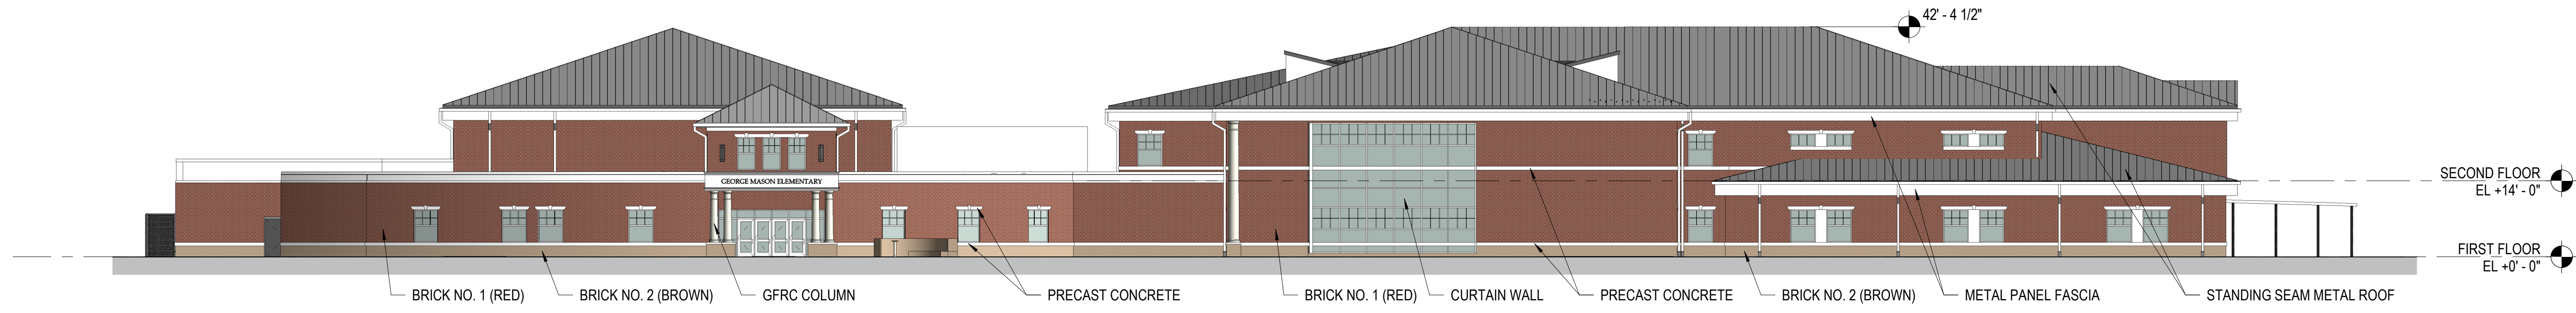 42' - 4 1/2"
GEORGE MASON ELEMENTARY
SECOND FLOOR
EL +14' - 0"
FIRST FLOOR
EL +0' - 0"
BRICK NO. 1 (RED)
BRICK NO. 2 (BROWN)
GFRC COLUMN
PRECAST CONCRETE
BRICK NO. 1 (RED)
CURTAIN WALL
PRECAST CONCRETE
BRICK NO. 2 (BROWN)
METAL PANEL FASCIA
STANDING SEAM METAL ROOF